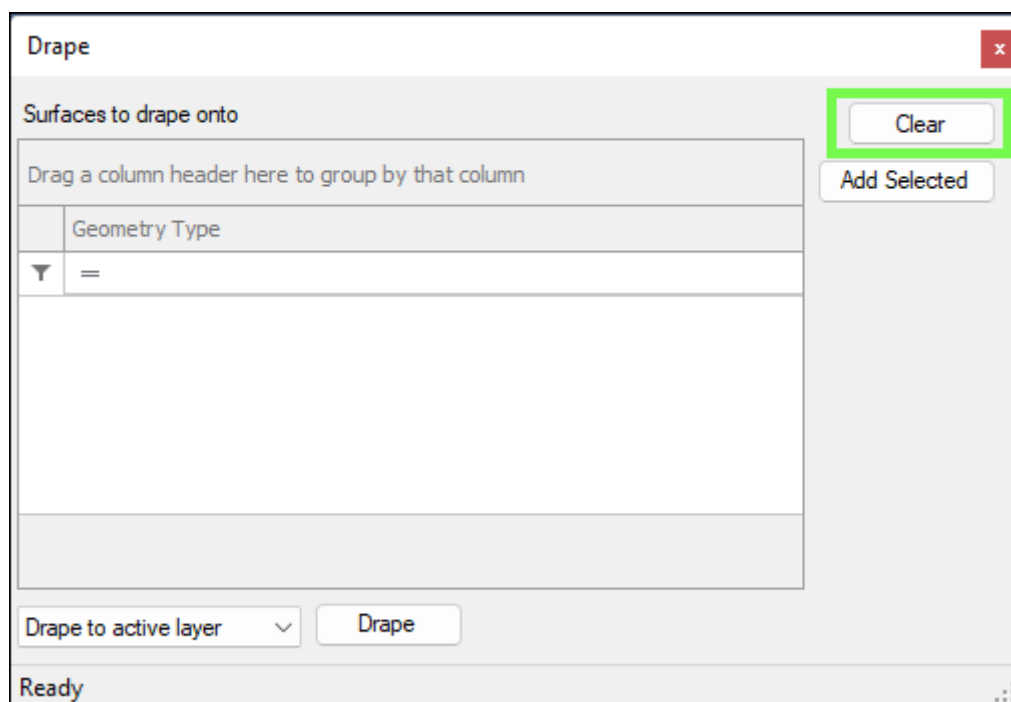 Drape
x
Surfaces to drape onto
Clear
Drag a column header here to group by that column
Add Selected
Geometry Type
=
Drape to active layer
Drape
Ready